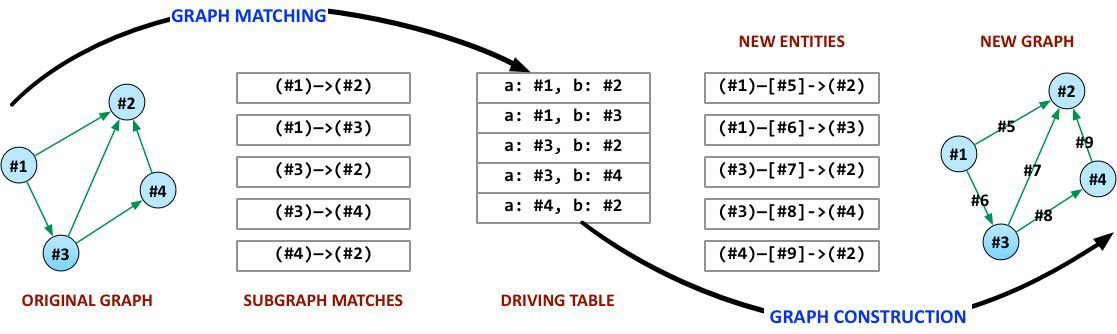 GRAPH MATCHING
#1
#2
#3
#4
ORIGINAL GRAPH
(#1)—>(#2)
(#1)—>(#3)
(#3)—>(#2)
(#3)—>(#4)
(#4)—>(#2)
SUBGRAPH MATCHES
a: #1, b: #2
a: #1, b: #3
a: #3, b: #2
a: #3, b: #4
a: #4, b: #2
DRIVING TABLE
NEW ENTITIES
(#1)—[#5]->(#2)
(#1)—[#6]->(#3)
(#3)—[#7]->(#2)
(#3)—[#8]->(#4)
(#4)—[#9]->(#2)
GRAPH CONSTRUCTION
NEW GRAPH
#2
#5
#9
#1
#7
#4
#6
#8
#3